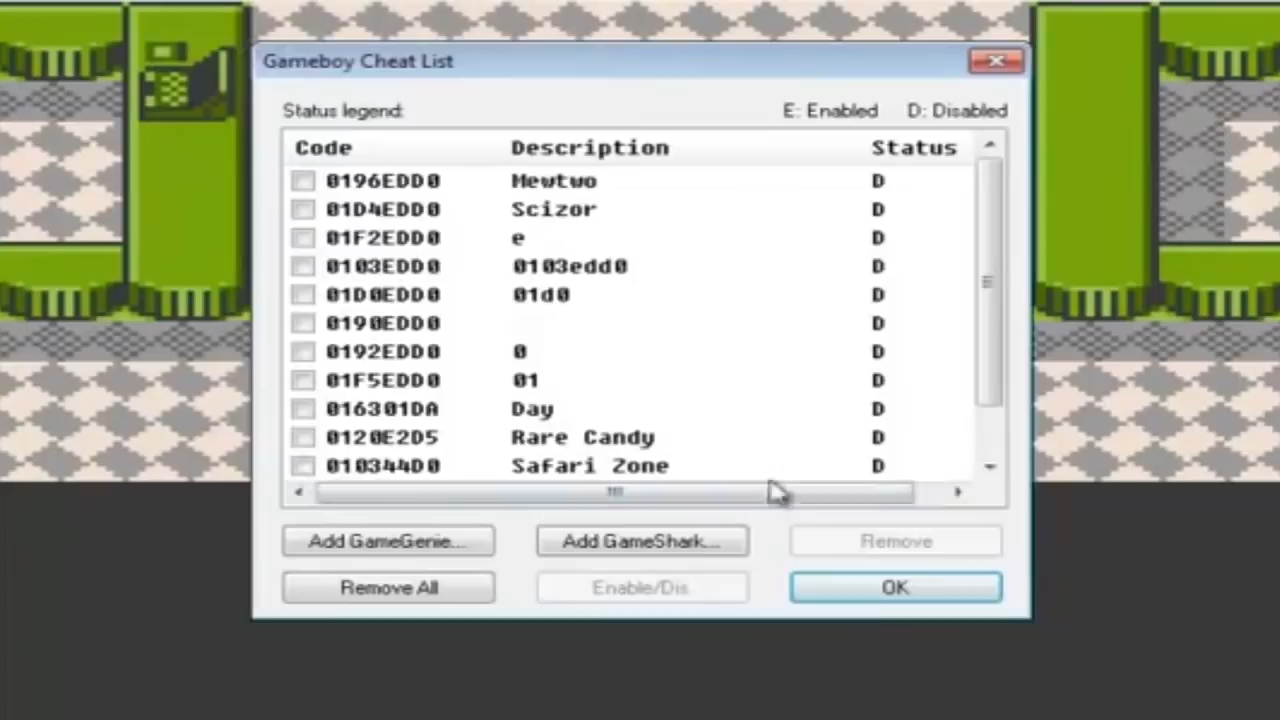 Gameboy Cheat List
Status legend: E: Enabled D: Disabled
Code Description Status
0196EDD0 Mewtwo D
01D4EDD0 Scizor D
01F2EDD0 e D
0103EDD0 0103edd0 D
01D0EDD0 01d0 D
0190EDD0 D
0192EDD0 0 D
01F5EDD0 01 D
016301DA Day D
0120E2D5 Rare Candy D
010344D0 Safari Zone D
Add GameGenie... Add GameShark... Remove
Remove All Enable/Dis OK